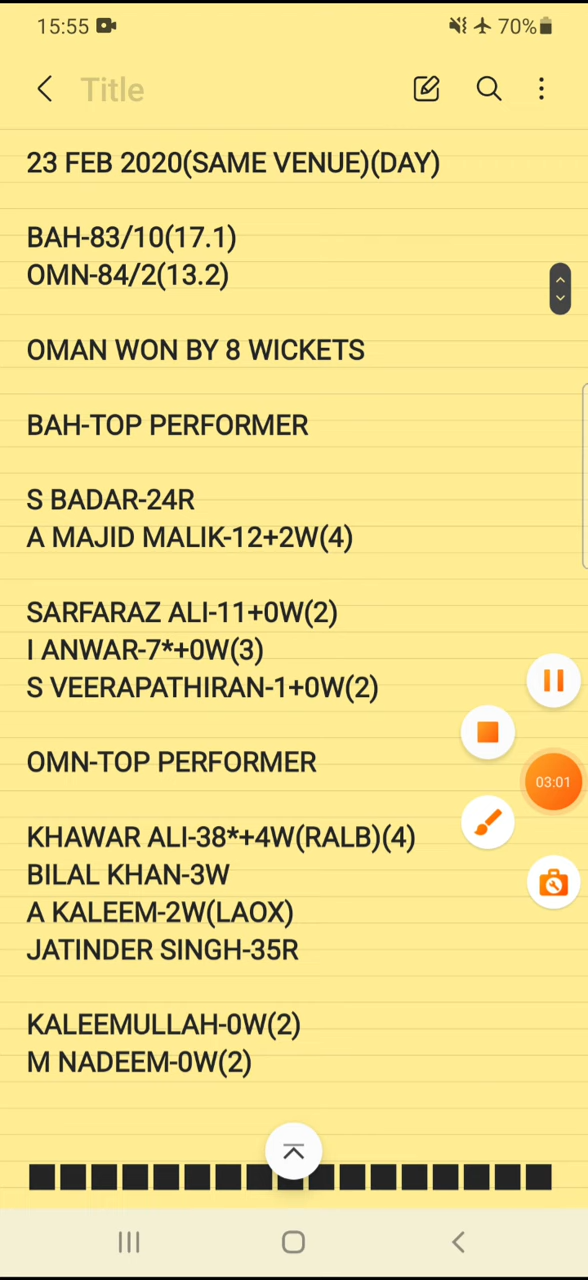 15:55
70%
Title
23 FEB 2020(SAME VENUE)(DAY)
BAH-83/10(17.1)
OMN-84/2(13.2)
OMAN WON BY 8 WICKETS
BAH-TOP PERFORMER
S BADAR-24R
A MAJID MALIK-12+2W(4)
SARFARAZ ALI-11+0W(2)
I ANWAR-7*+0W(3)
S VEERAPATHIRAN-1+0W(2)
OMN-TOP PERFORMER
03:01
KHAWAR ALI-38*+4W(RALB)(4)
BILAL KHAN-3W
A KALEEM-2W(LAOX)
JATINDER SINGH-35R
KALEEMULLAH-0W(2)
M NADEEM-0W(2)